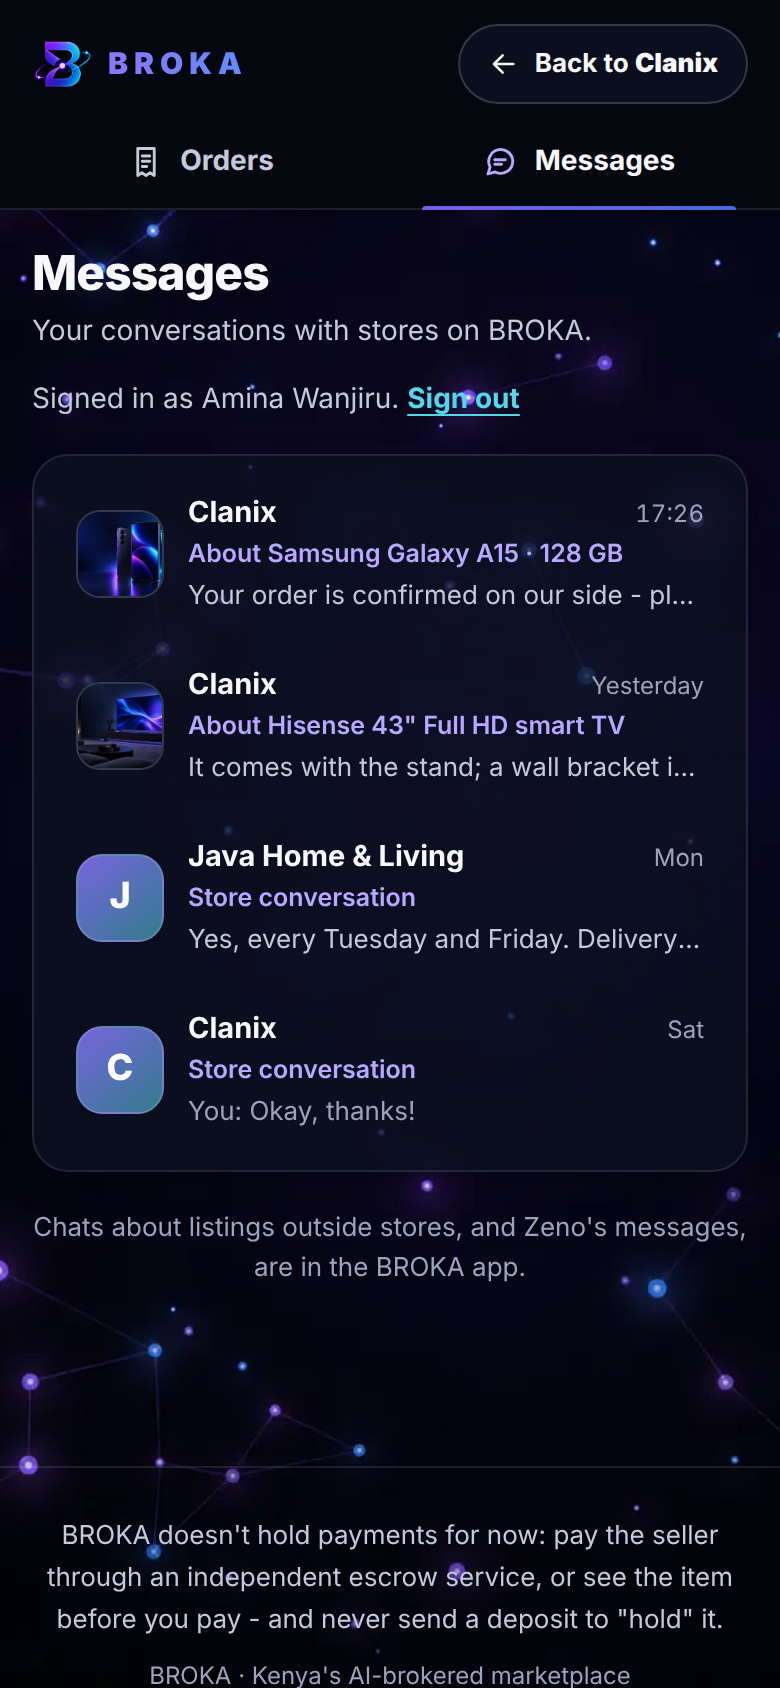 BROKA
Back to Clanix
Orders
Messages
Messages
Your conversations with stores on BROKA.
Signed in as Amina Wanjiru. Sign out
Clanix
17:26
About Samsung Galaxy A15 · 128 GB
Your order is confirmed on our side - pl...
Clanix
Yesterday
About Hisense 43" Full HD smart TV
It comes with the stand; a wall bracket i...
J
Java Home & Living
Mon
Store conversation
Yes, every Tuesday and Friday. Delivery...
C
Clanix
Sat
Store conversation
You: Okay, thanks!
Chats about listings outside stores, and Zeno's messages,
are in the BROKA app.
BROKA doesn't hold payments for now: pay the seller
through an independent escrow service, or see the item
before you pay - and never send a deposit to "hold" it.
BROKA · Kenya's AI-brokered marketplace